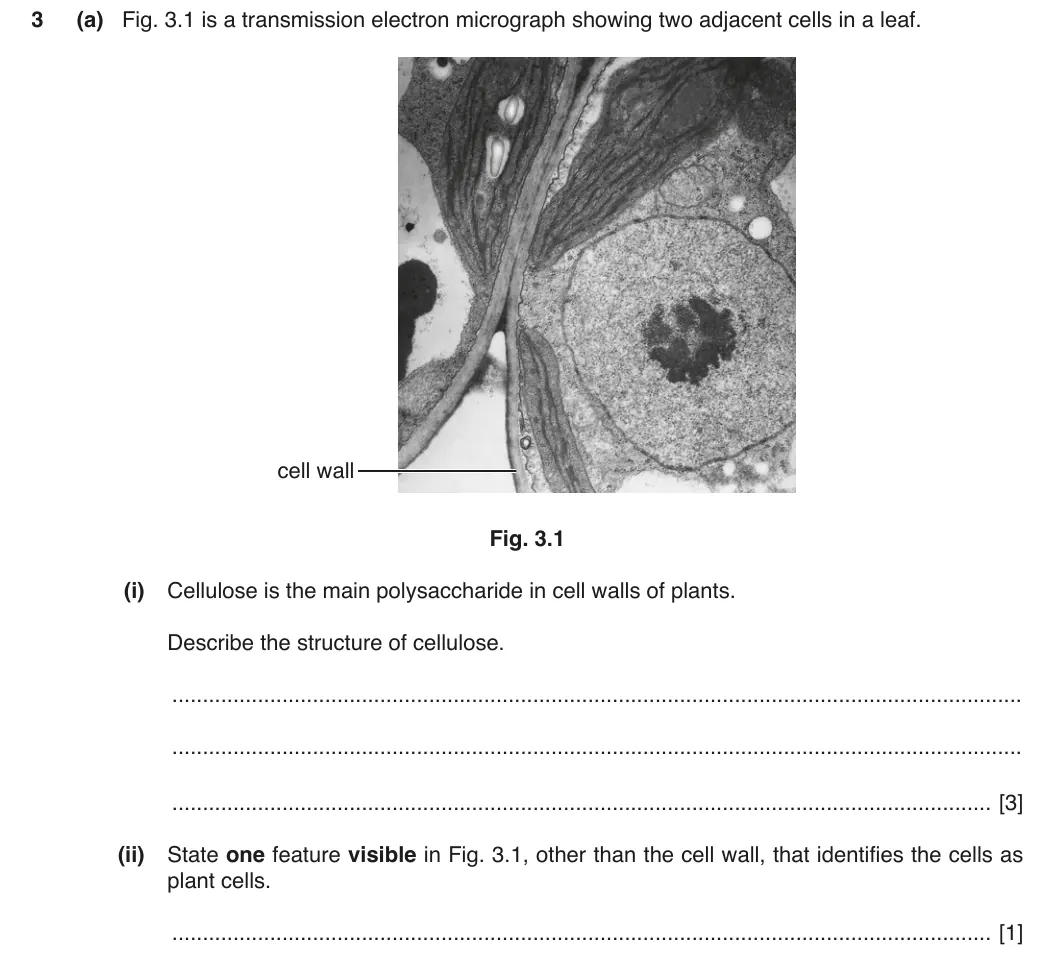 3 (a) Fig. 3.1 is a transmission electron micrograph showing two adjacent cells in a leaf.
cell wall
Fig. 3.1
(i) Cellulose is the main polysaccharide in cell walls of plants.
Describe the structure of cellulose.
..........................................................................................................................................
..........................................................................................................................................
..................................................................................................................................... [3]
(ii) State one feature visible in Fig. 3.1, other than the cell wall, that identifies the cells as
plant cells.
..................................................................................................................................... [1]